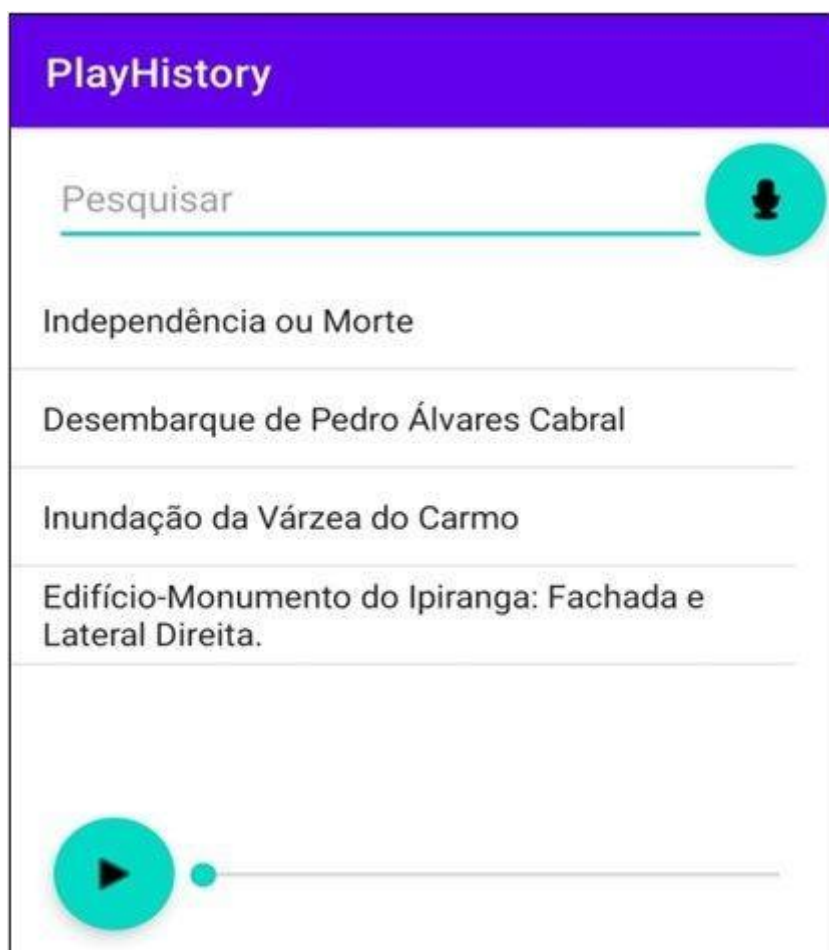 PlayHistory
Pesquisar
Independência ou Morte
Desembarque de Pedro Álvares Cabral
Inundação da Várzea do Carmo
Edifício-Monumento do Ipiranga: Fachada e
Lateral Direita.